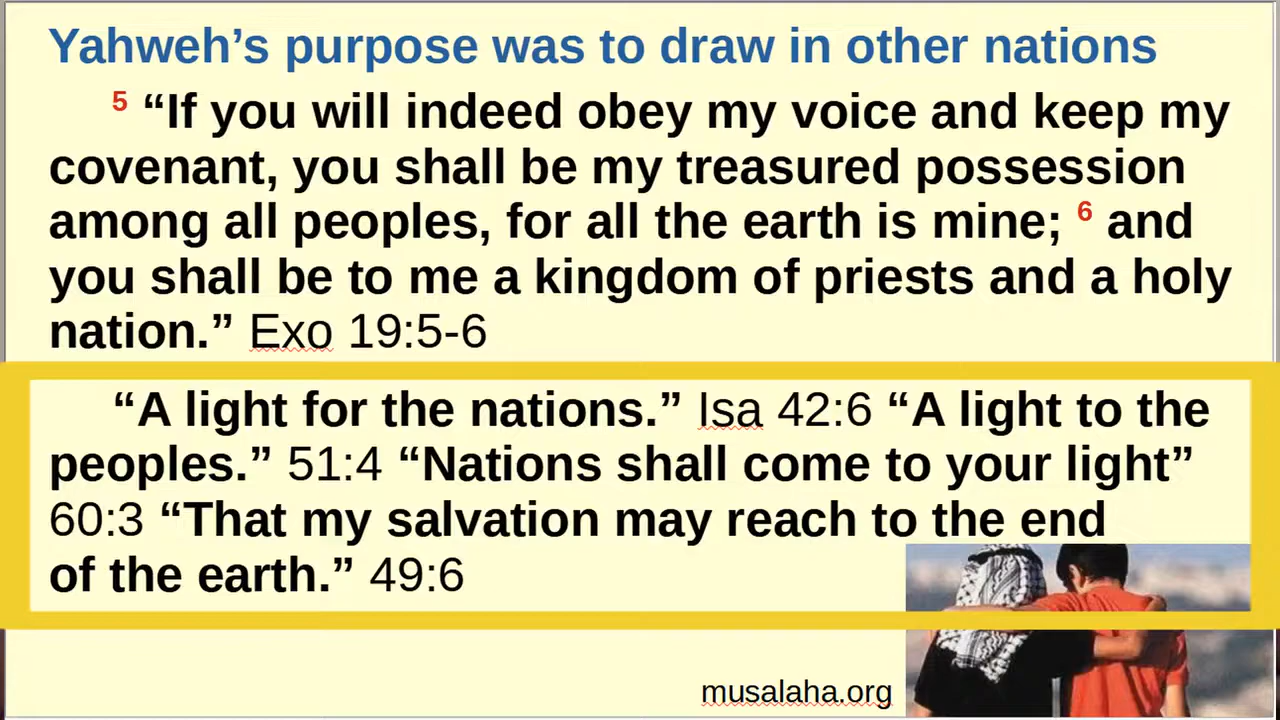 Yahweh’s purpose was to draw in other nations
5 “If you will indeed obey my voice and keep my
covenant, you shall be my treasured possession
among all peoples, for all the earth is mine; 6 and
you shall be to me a kingdom of priests and a holy
nation.” Exo 19:5-6
“A light for the nations.” Isa 42:6 “A light to the
peoples.” 51:4 “Nations shall come to your light”
60:3 “That my salvation may reach to the end
of the earth.” 49:6
musalaha.org